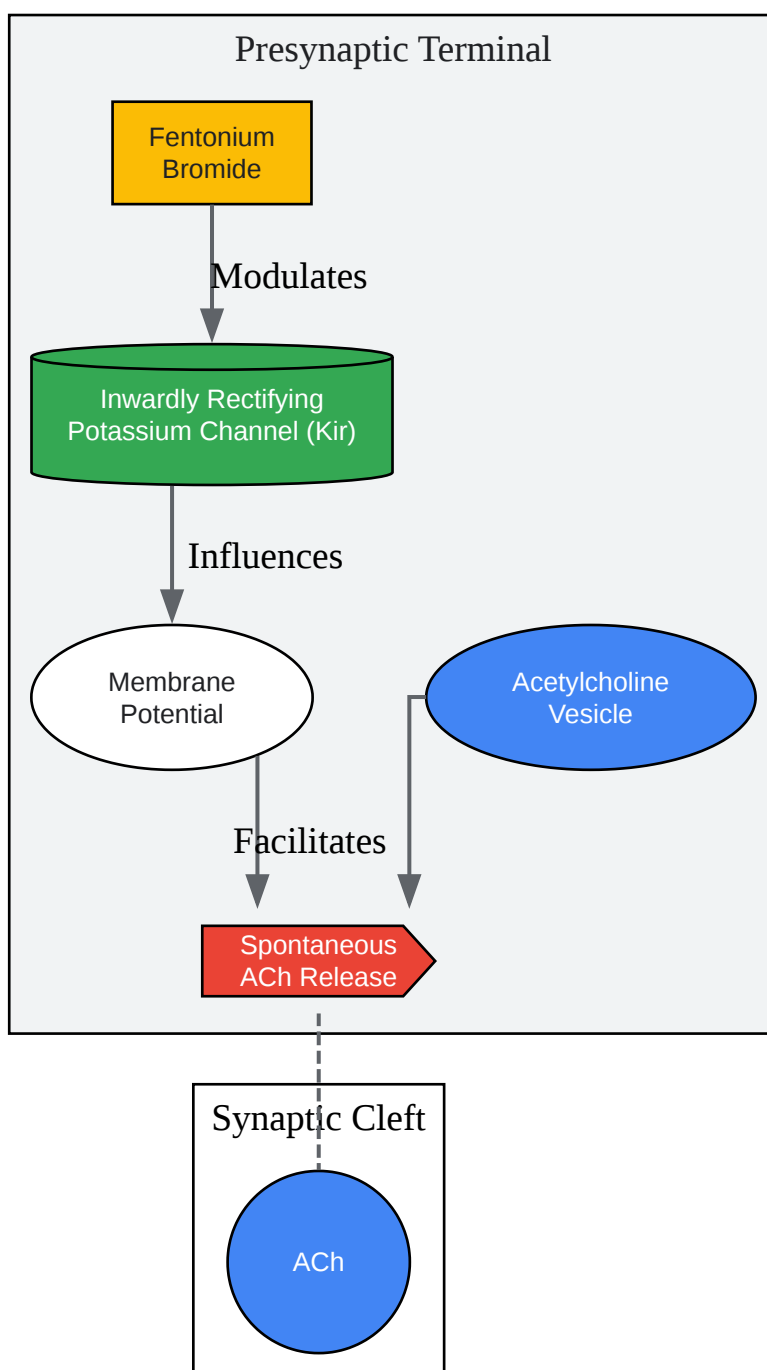 Presynaptic Terminal
Fentonium
Bromide
Modulates
Inwardly Rectifying
Potassium Channel (Kir)
Influences
Membrane
Potential
Acetylcholine
Vesicle
Facilitates
Spontaneous
ACh Release
Synaptic Cleft
ACh